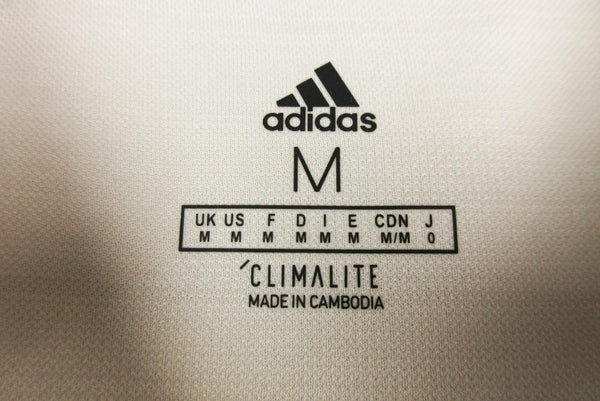 adidas
M
UK US F D I E CDN J
M M M M M M M/M O
´CLIMALITE
MADE IN CAMBODIA